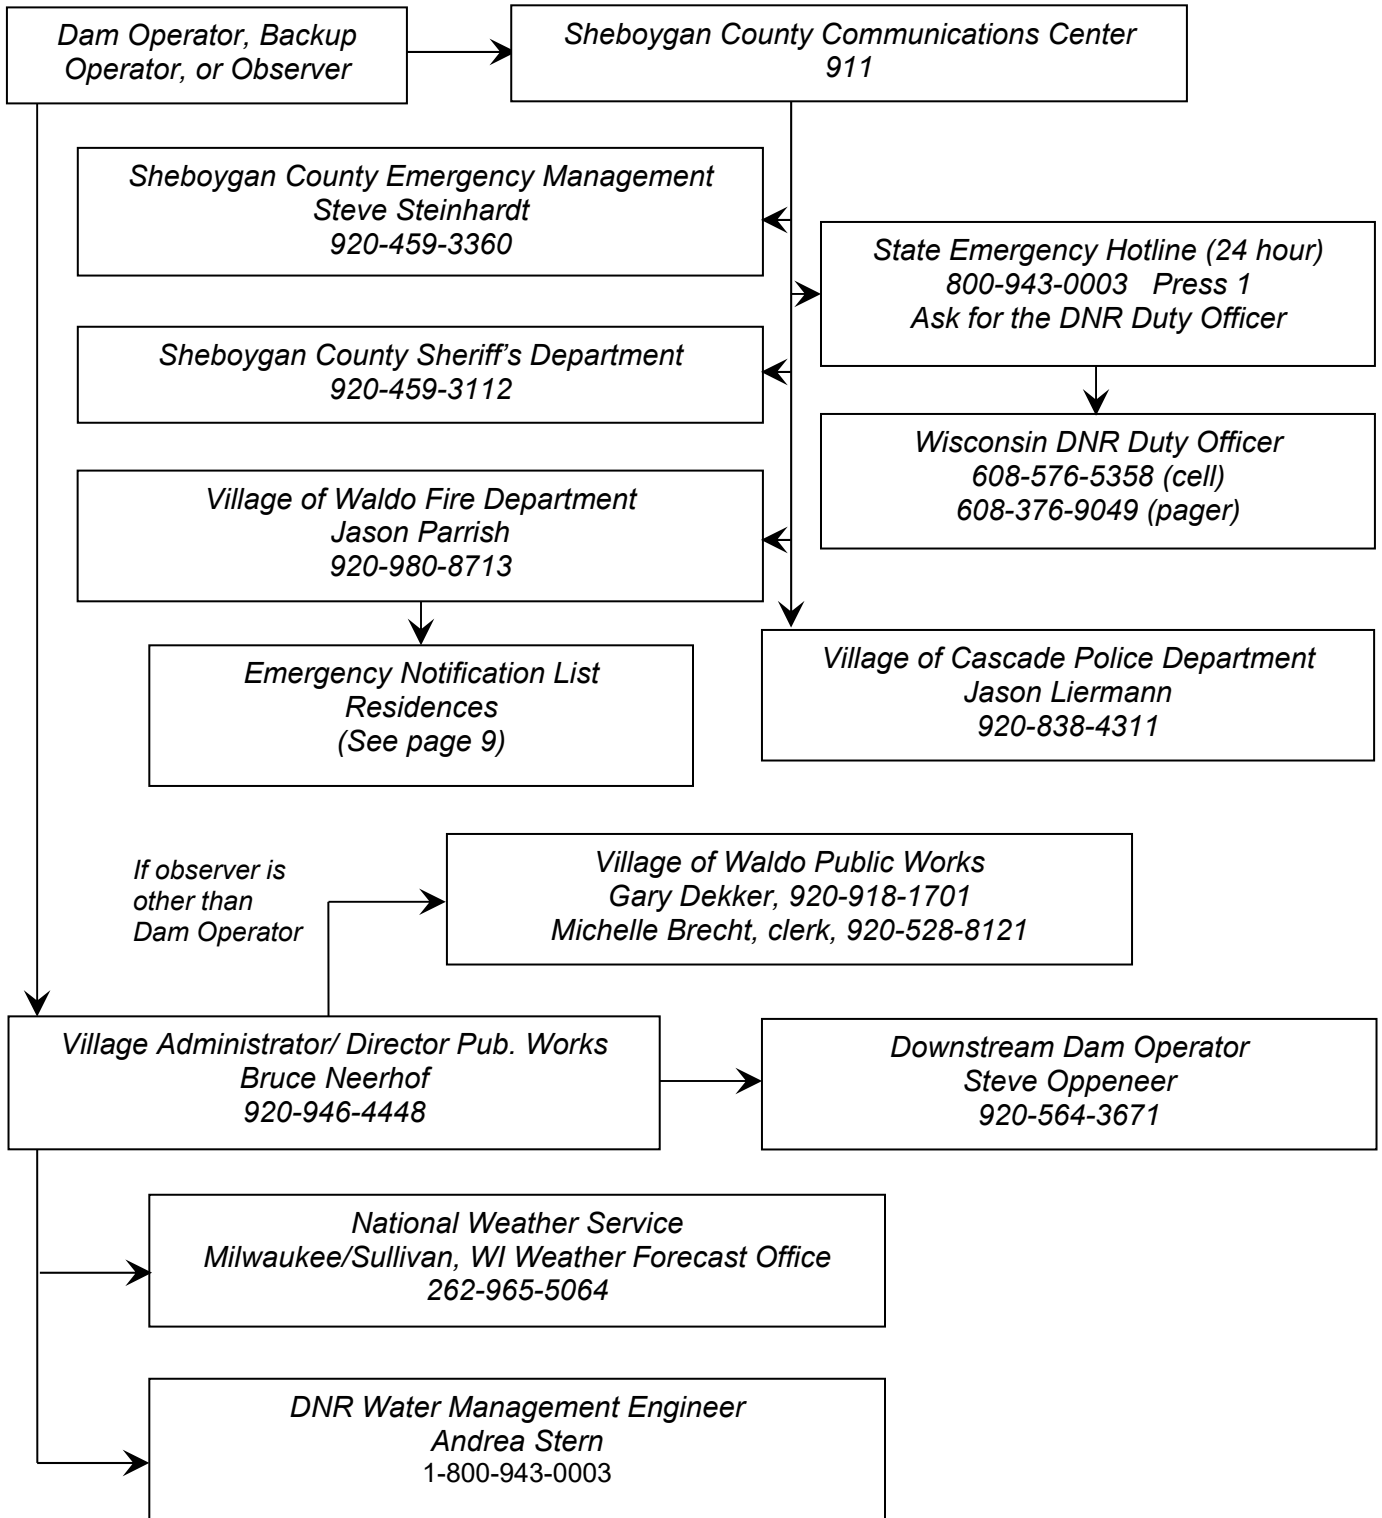 Dam Operator, Backup
Operator, or Observer
Sheboygan County Communications Center
911
Sheboygan County Emergency Management
Steve Steinhardt
920-459-3360
State Emergency Hotline (24 hour)
800-943-0003 Press 1
Ask for the DNR Duty Officer
Sheboygan County Sheriff's Department
920-459-3112
Wisconsin DNR Duty Officer
608-576-5358 (cell)
608-376-9049 (pager)
Village of Waldo Fire Department
Jason Parrish
920-980-8713
Emergency Notification List
Residences
(See page 9)
Village of Cascade Police Department
Jason Liermann
920-838-4311
If observer is
other than
Dam Operator
Village of Waldo Public Works
Gary Dekker, 920-918-1701
Michelle Brecht, clerk, 920-528-8121
Village Administrator/ Director Pub. Works
Bruce Neerhof
920-946-4448
Downstream Dam Operator
Steve Oppeneer
920-564-3671
National Weather Service
Milwaukee/Sullivan, WI Weather Forecast Office
262-965-5064
DNR Water Management Engineer
Andrea Stern
1-800-943-0003